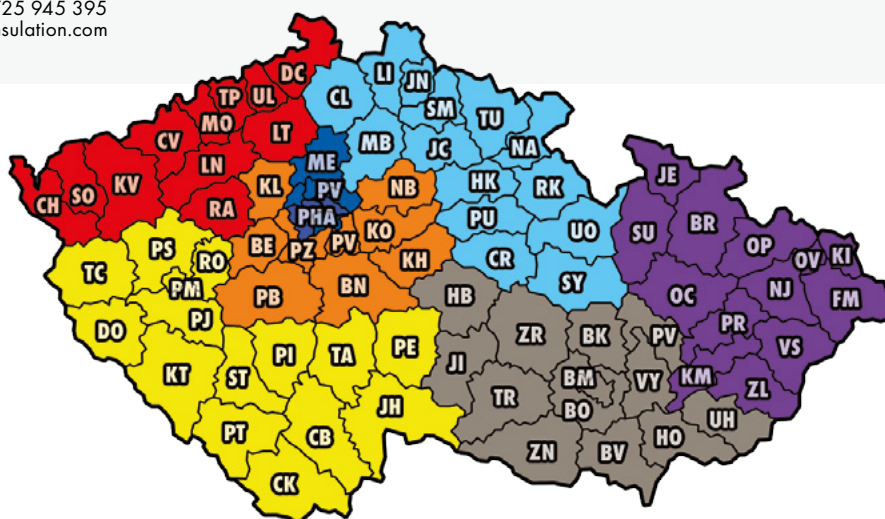 725 945 395
nsulation.com
DC
LI
JN
TP
UL
CL
SM
MO
TU
CV
LT
MB
JC
NA
LN
ME
KL
PV
NB
HK
RK
JE
CH
SO
KV
RA
PHA
KO
PU
UO
SU
BR
PS
BE
PZ
PV
OP
RO
KH
CR
OV
KI
TC
PM
PB
BN
HB
SY
OC
NJ
FM
DO
PJ
ZR
BK
PV
PR
KT
ST
PI
TA
PE
JI
VS
BM
VY
KM
TR
BO
ZL
PT
CB
JH
HO
UH
ZN
BV
CK